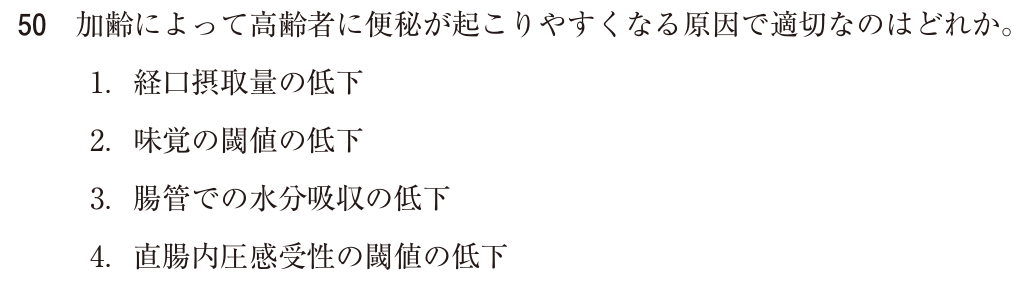 50 加齢によって高齢者に便秘が起こりやすくなる原因で適切なのはどれか。
1. 経口摂取量の低下
2. 味覚の閾値の低下
3. 腸管での水分吸収の低下
4. 直腸内圧感受性の閾値の低下